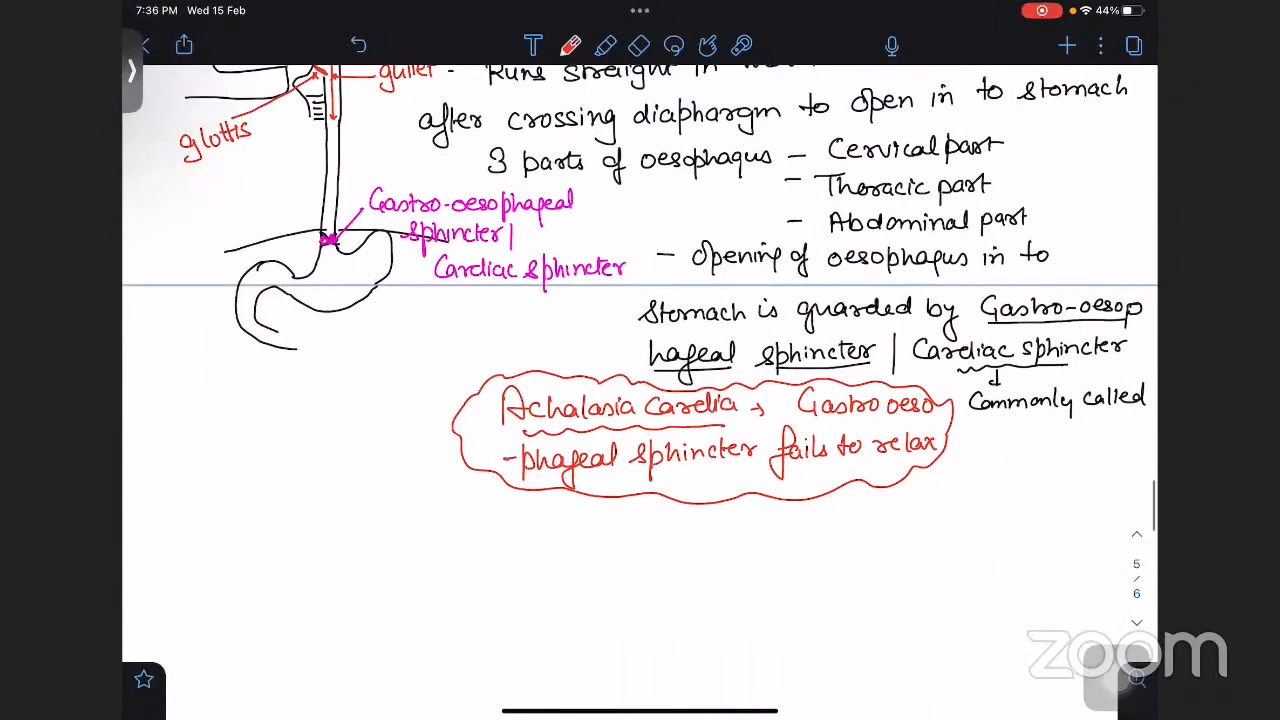 7:36 PM Wed 15 Feb
44%
gullet - Runs straight in
after crossing diaphargm to open in to stomach
glottis
3 parts of oesophagus - Cervical part
- Thoracic part
- Abdominal part
Gastro-oesophageal
sphincter |
Cardiac sphincter
- opening of oesophagus in to
Stomach is guarded by Gastro-oesop
hageal sphincter | Cardiac sphincter
Commonly called
Achalasia cardia → Gastro oeso
-phageal sphincter fails to relax
5
/
6
zoom